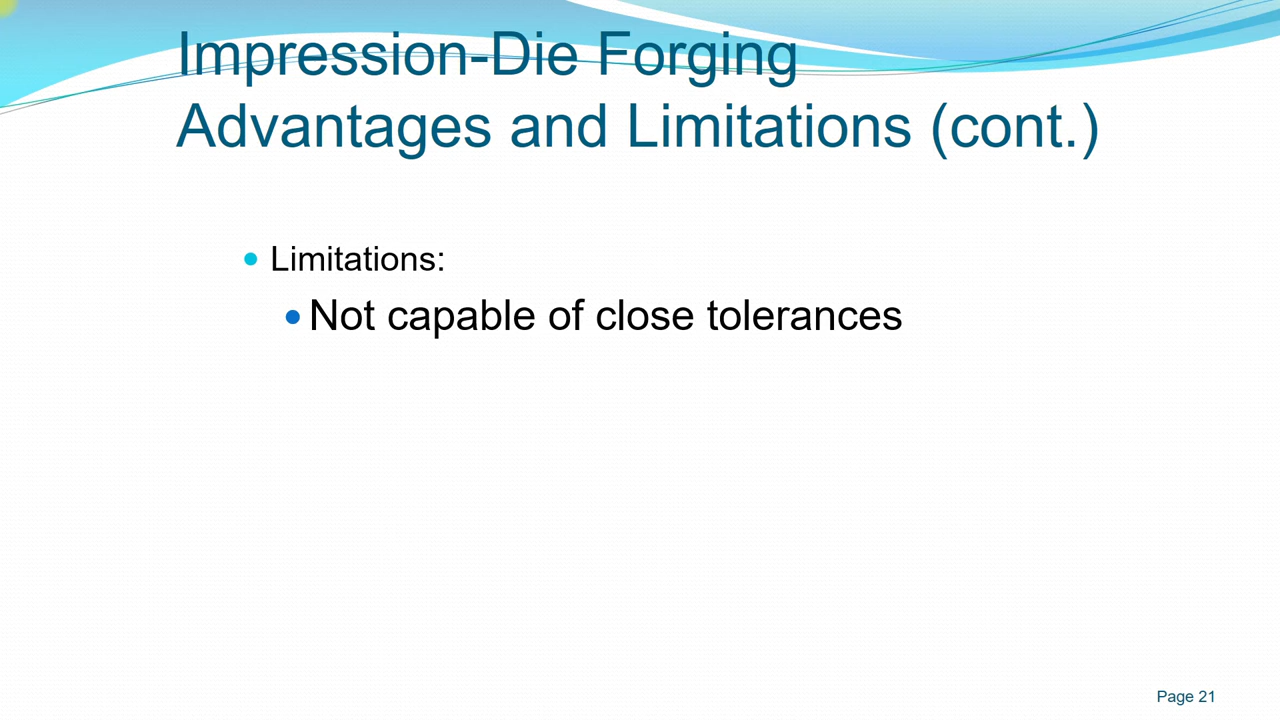 Impression-Die Forging
Advantages and Limitations (cont.)
Limitations:
Not capable of close tolerances
Page 21